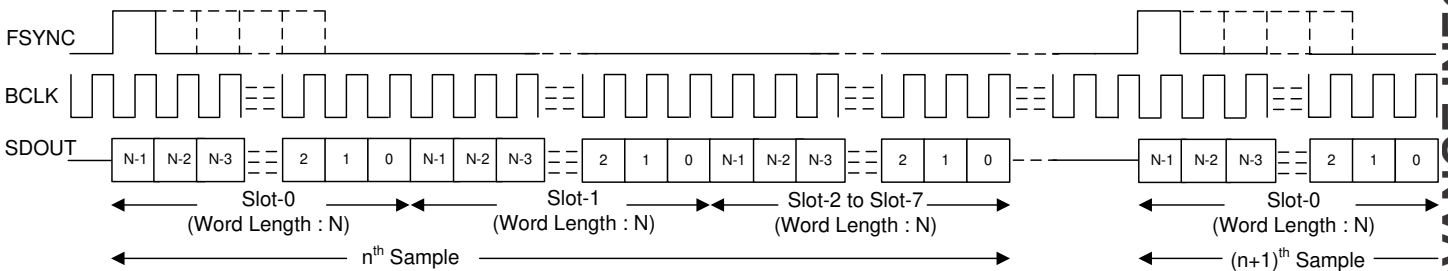 FSYNC
BCLK
SDOUT N-1 N-2 N-3 2 1 0 N-1 N-2 N-3 2 1 0 N-1 N-2 N-3 2 1 0 N-1 N-2 N-3 2 1 0
Slot-0 Slot-1 Slot-2 to Slot-7 Slot-0
(Word Length : N) (Word Length : N) (Word Length : N) (Word Length : N)
nth Sample (n+1)th Sample